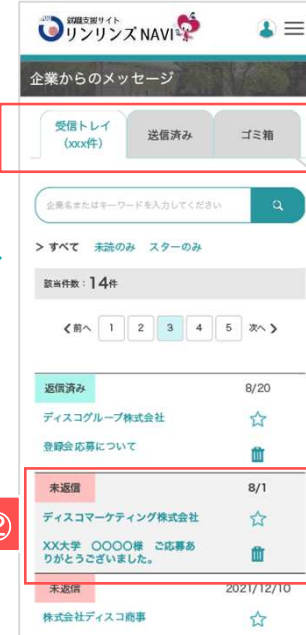 就職支援サイト
リンリンズNAVI
企業からのメッセージ
受信トレイ
(xxx件)
送信済み
ゴミ箱
企業名またはキーワードを入力してください
> すべて 未読のみ スターのみ
該当件数：14件
前へ 1 2 3 4 5 次へ
返信済み 8/20
ディスコグループ株式会社
登録会応募について
②
未返信 8/1
ディスコマーケティング株式会社
XX大学 〇〇〇〇様 ご応募あ
りがとうございました。
未返信 2021/12/10
株式会社ディスコ商事